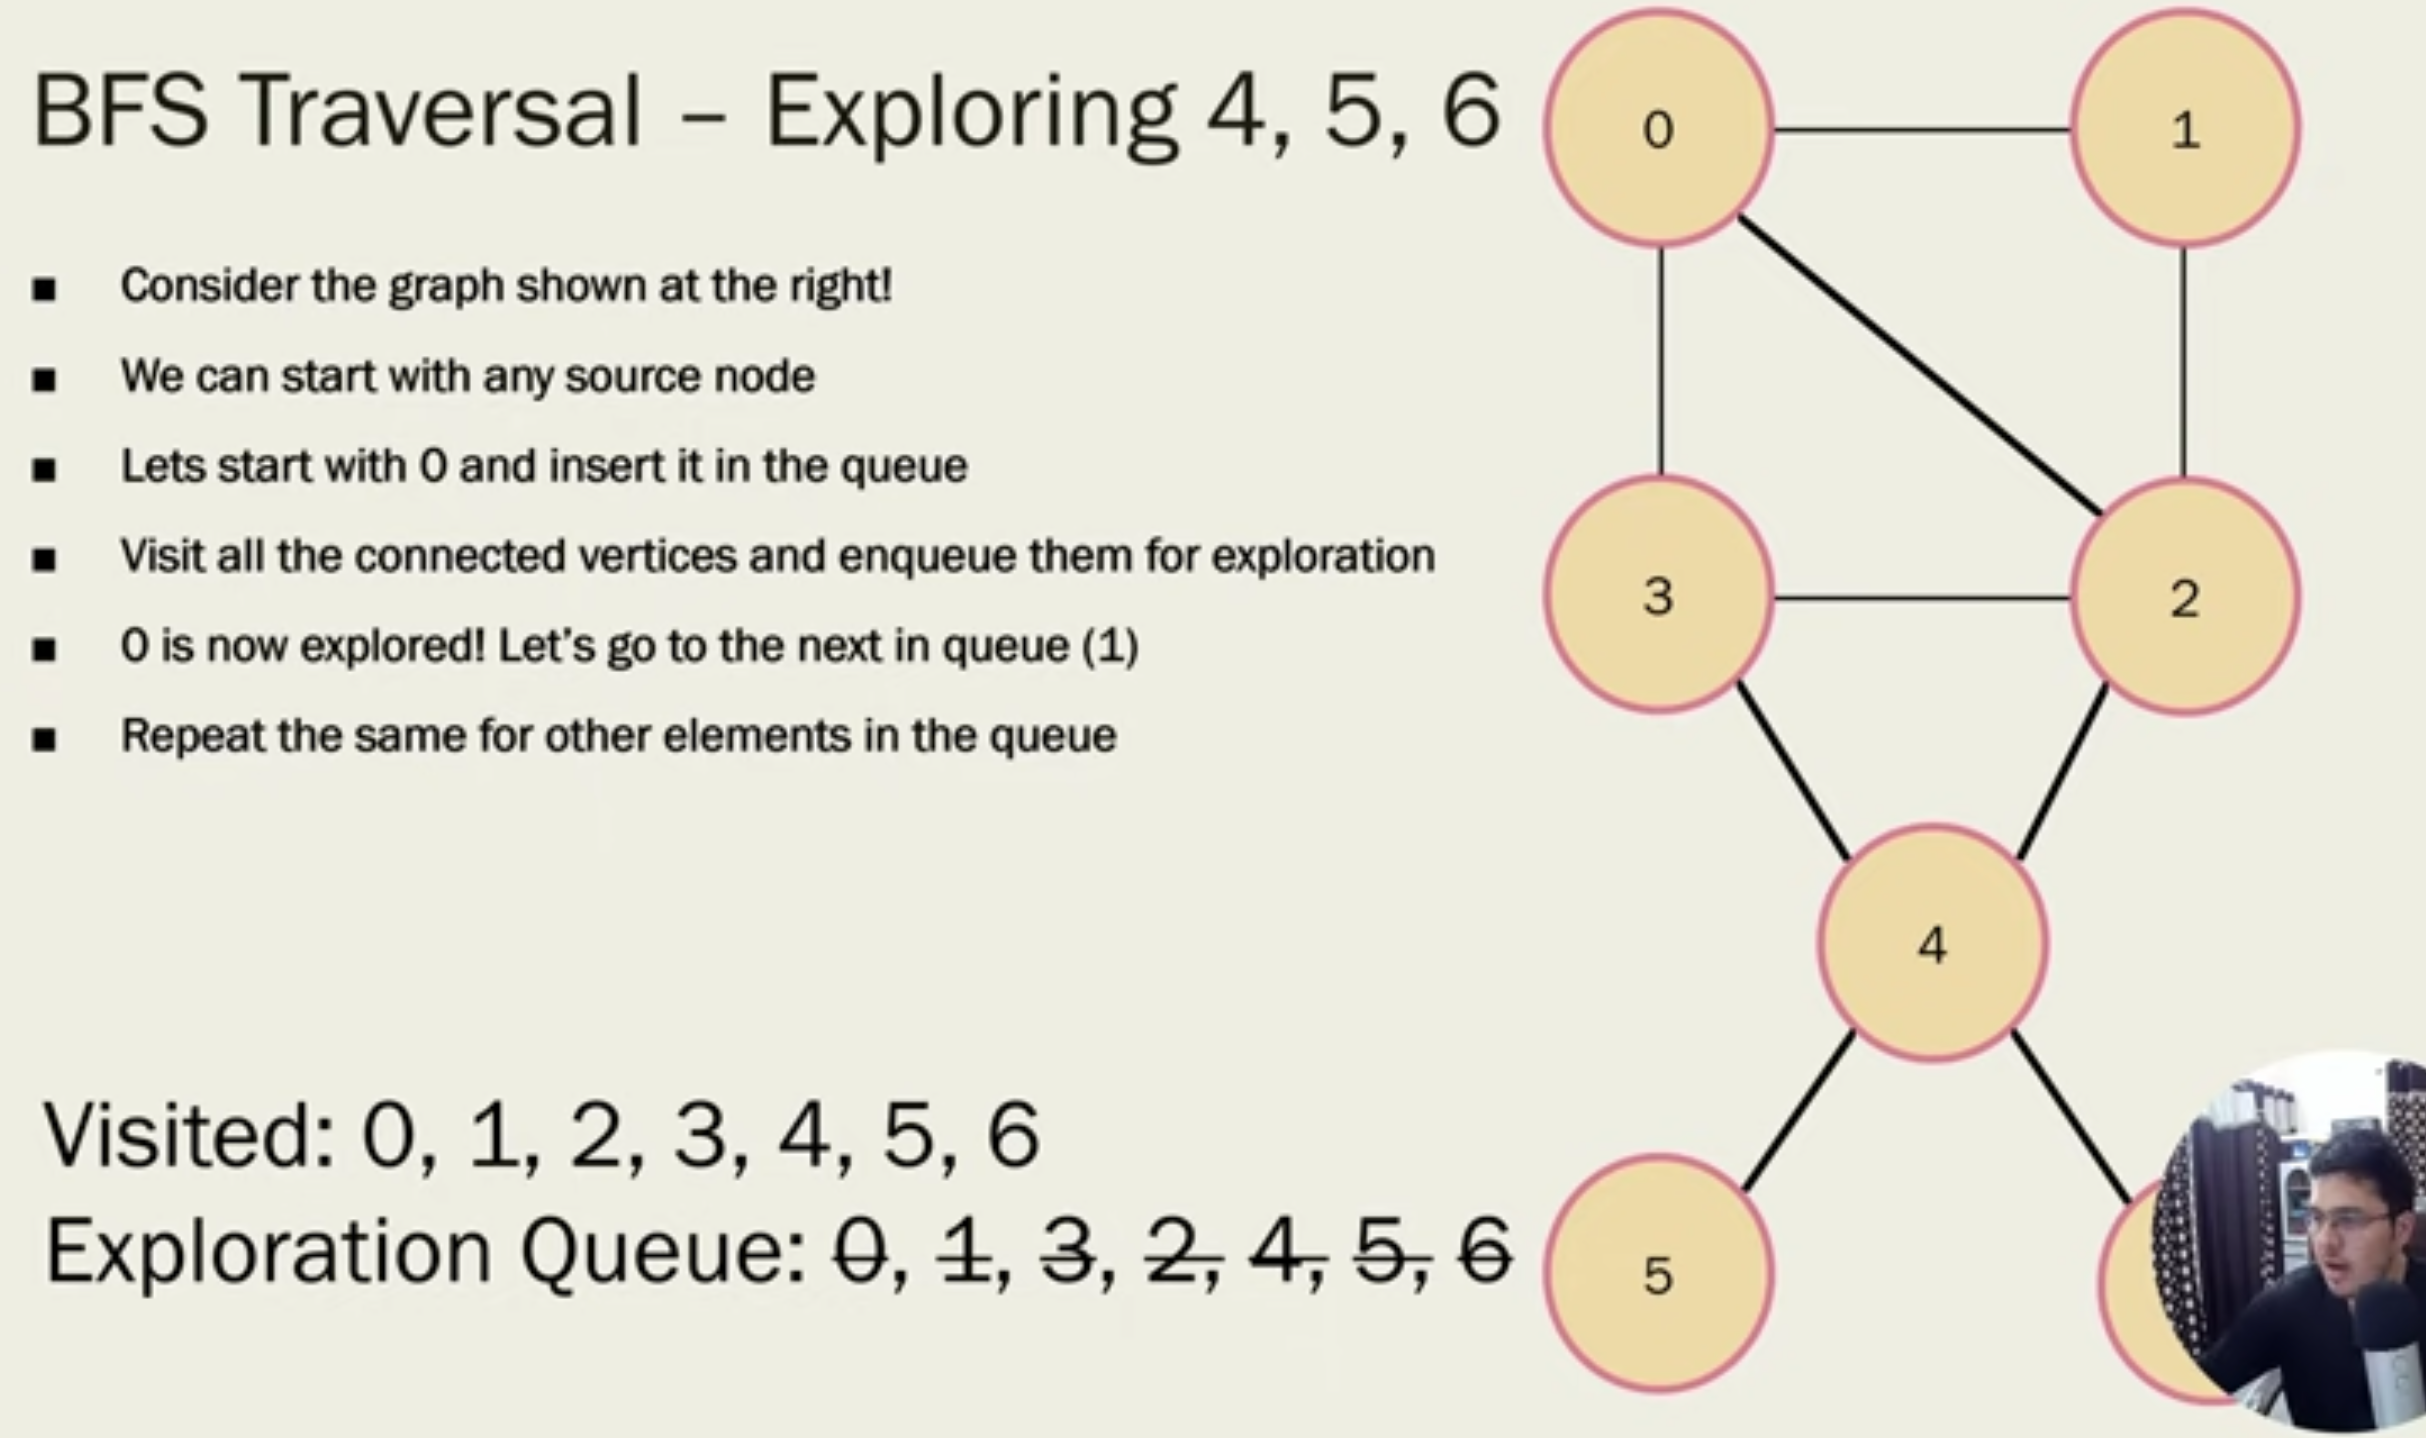 BFS Traversal – Exploring 4, 5, 6
■ Consider the graph shown at the right!
■ We can start with any source node
■ Lets start with 0 and insert it in the queue
■ Visit all the connected vertices and enqueue them for exploration
■ 0 is now explored! Let's go to the next in queue (1)
■ Repeat the same for other elements in the queue
Visited: 0, 1, 2, 3, 4, 5, 6
Exploration Queue: 0, 1, 3, 2, 4, 5, 6
0
1
3
2
4
5